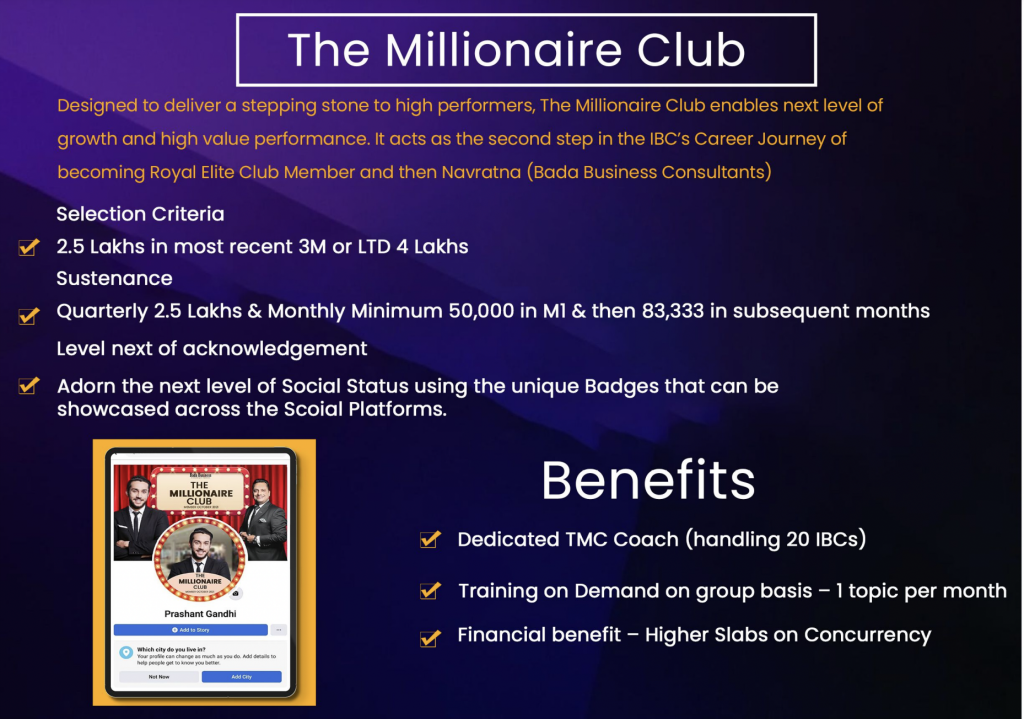 The Millionaire Club
Designed to deliver a stepping stone to high performers, The Millionaire Club enables next level of
growth and high value performance. It acts as the second step in the IBC's Career Journey of
becoming Royal Elite Club Member and then Navratna (Bada Business Consultants)
Selection Criteria
2.5 Lakhs in most recent 3M or LTD 4 Lakhs
Sustenance
Quarterly 2.5 Lakhs & Monthly Minimum 50,000 in M1 & then 83,333 in subsequent months
Level next of acknowledgement
Adorn the next level of Social Status using the unique Badges that can be
showcased across the Scoial Platforms.
Bada Business
THE
MILLIONAIRE
CLUB
THE
MILLIONAIRE
CLUB
Prashant Gandhi
Add to Story
Which city do you live in?
Your profile can change as much as you do. Add details to
help people get to know you better.
Not Now
Add City
Benefits
Dedicated TMC Coach (handling 20 IBCs)
Training on Demand on group basis – 1 topic per month
Financial benefit – Higher Slabs on Concurrency